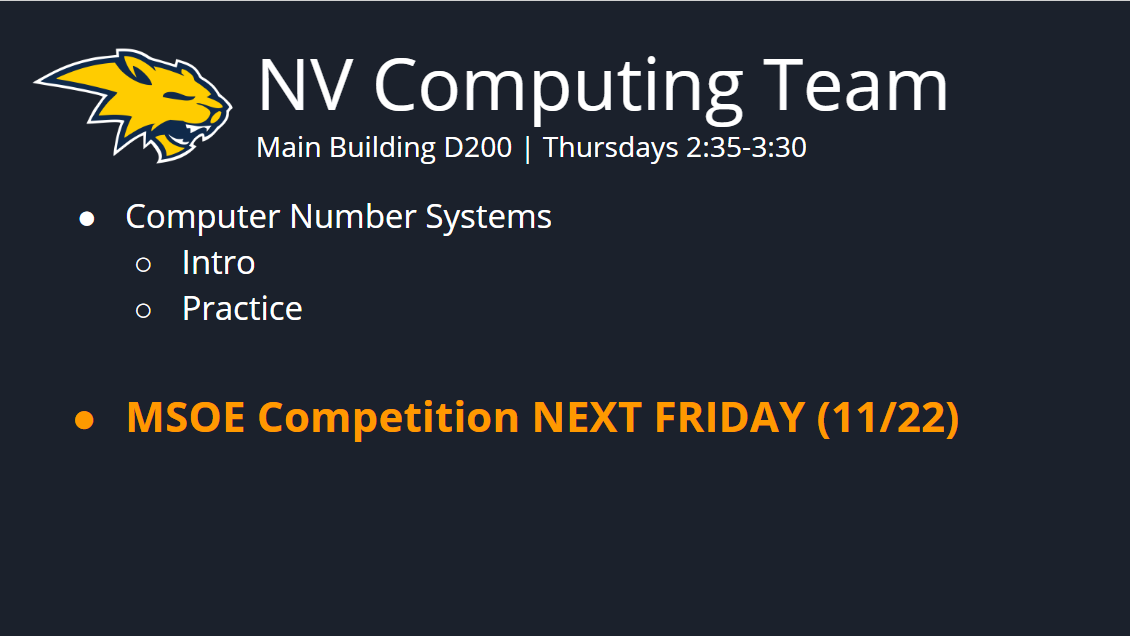 NV Computing Team
Main Building D200 | Thursdays 2:35-3:30
● Computer Number Systems
○ Intro
○ Practice
● MSOE Competition NEXT FRIDAY (11/22)